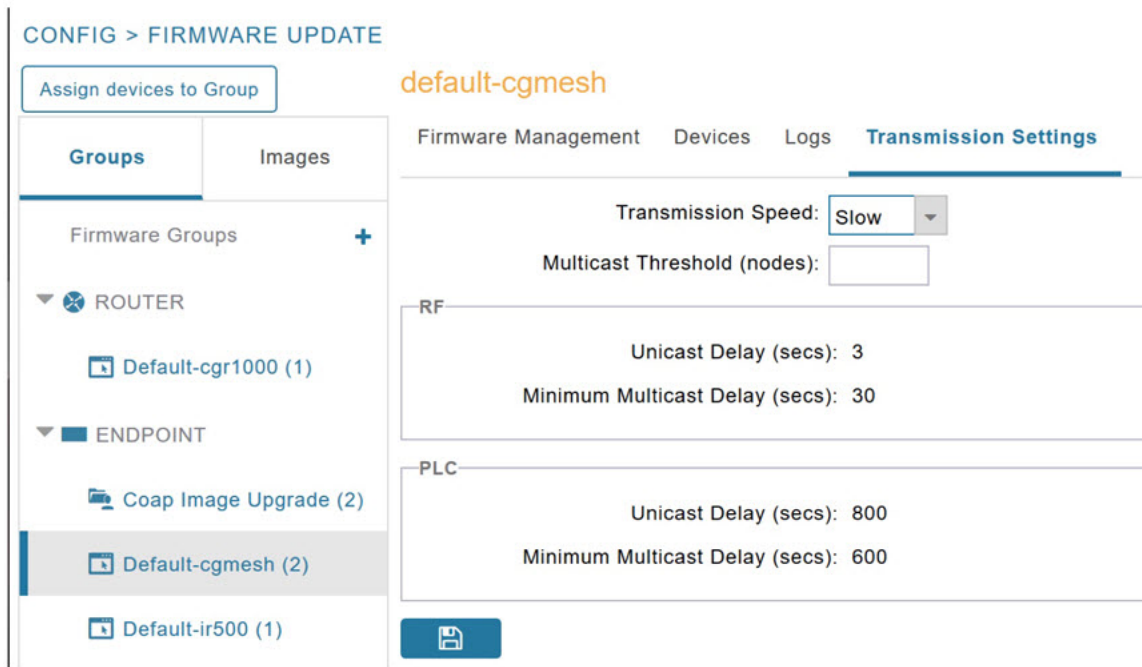 CONFIG > FIRMWARE UPDATE
Assign devices to Group
Groups
Images
Firmware Groups
ROUTER
Default-cgr1000 (1)
ENDPOINT
Coap Image Upgrade (2)
Default-cgmesh (2)
Default-ir500 (1)
default-cgmesh
Firmware Management Devices Logs Transmission Settings
Transmission Speed: Slow
Multicast Threshold (nodes):
RF
Unicast Delay (secs): 3
Minimum Multicast Delay (secs): 30
PLC
Unicast Delay (secs): 800
Minimum Multicast Delay (secs): 600